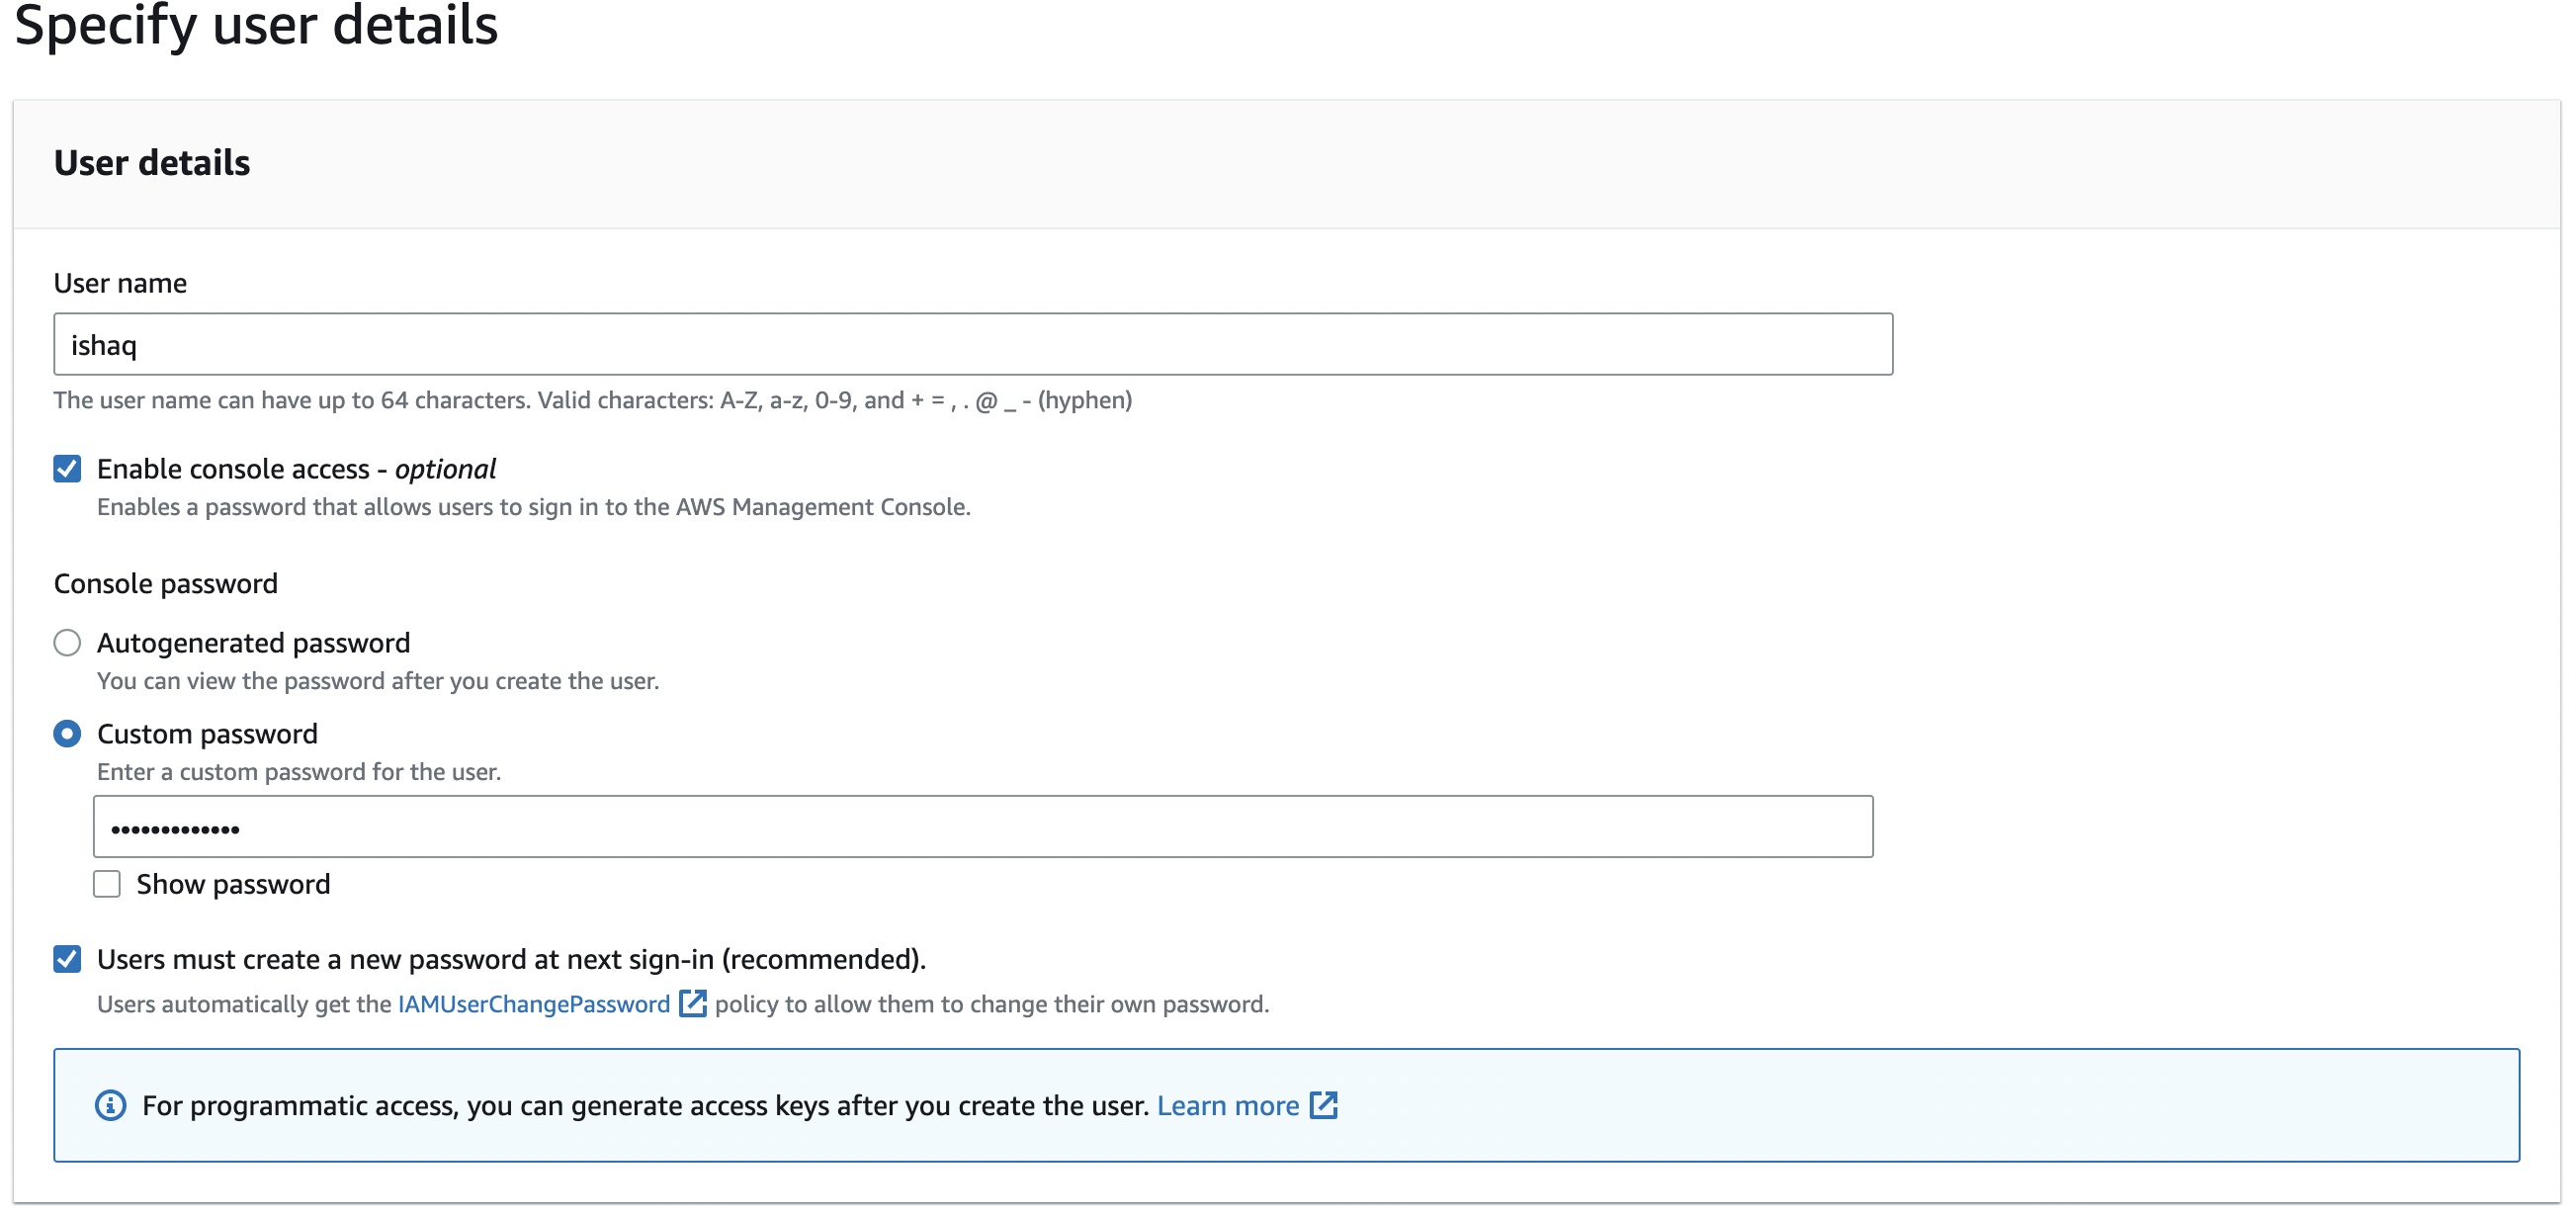 Specify user details
User details
User name
ishaq
The user name can have up to 64 characters. Valid characters: A-Z, a-z, 0-9, and + = , . @ _ - (hyphen)
Enable console access - optional
Enables a password that allows users to sign in to the AWS Management Console.
Console password
Autogenerated password
You can view the password after you create the user.
Custom password
Enter a custom password for the user.
•••••••••••••
Show password
Users must create a new password at next sign-in (recommended).
Users automatically get the IAMUserChangePassword policy to allow them to change their own password.
For programmatic access, you can generate access keys after you create the user. Learn more